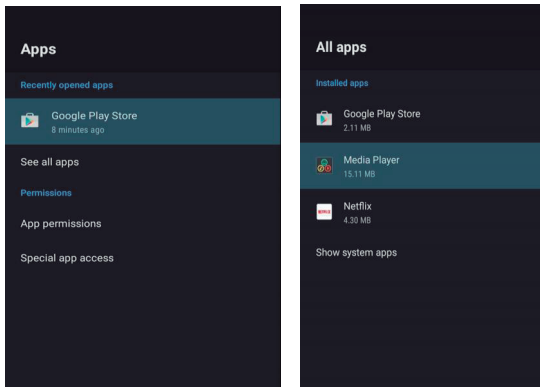 Apps
Recently opened apps
Google Play Store
8 minutes ago
See all apps
Permissions
App permissions
Special app access
All apps
Installed apps
Google Play Store
2.11 MB
Media Player
15.11 MB
NETFLIX
Netflix
4.30 MB
Show system apps